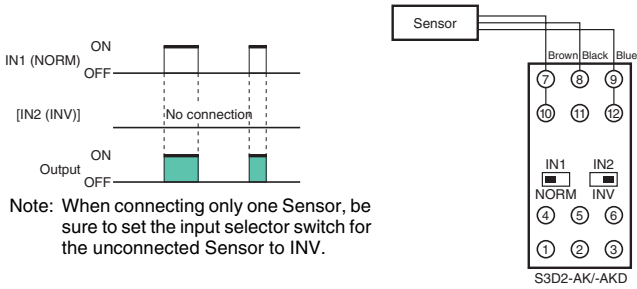 ON
IN1 (NORM)
OFF
[IN2 (INV)]
No connection
ON
Output
OFF
Note: When connecting only one Sensor, be
sure to set the input selector switch for
the unconnected Sensor to INV.
Sensor
Brown Black Blue
7 8 9
10 11 12
IN1 IN2
NORM INV
4 5 6
1 2 3
S3D2-AK/-AKD